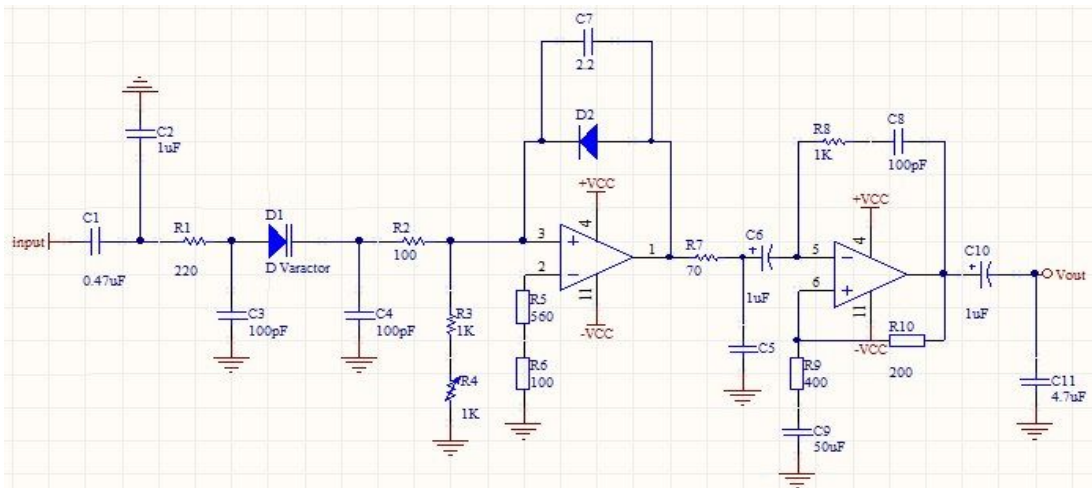 C7
2.2
D2
C2
1uF
R8
1K
C8
100pF
+VCC
+VCC
C1
0.47uF
input
R1
220
D1
D Varactor
R2
100
3
2
4
11
1
-VCC
R7
70
C6
+
1uF
5
6
4
11
-VCC
C10
+
1uF
Vout
C3
100pF
C4
100pF
R3
1K
R4
1K
R5
560
R6
100
C5
R10
200
R9
400
C9
50uF
C11
4.7uF